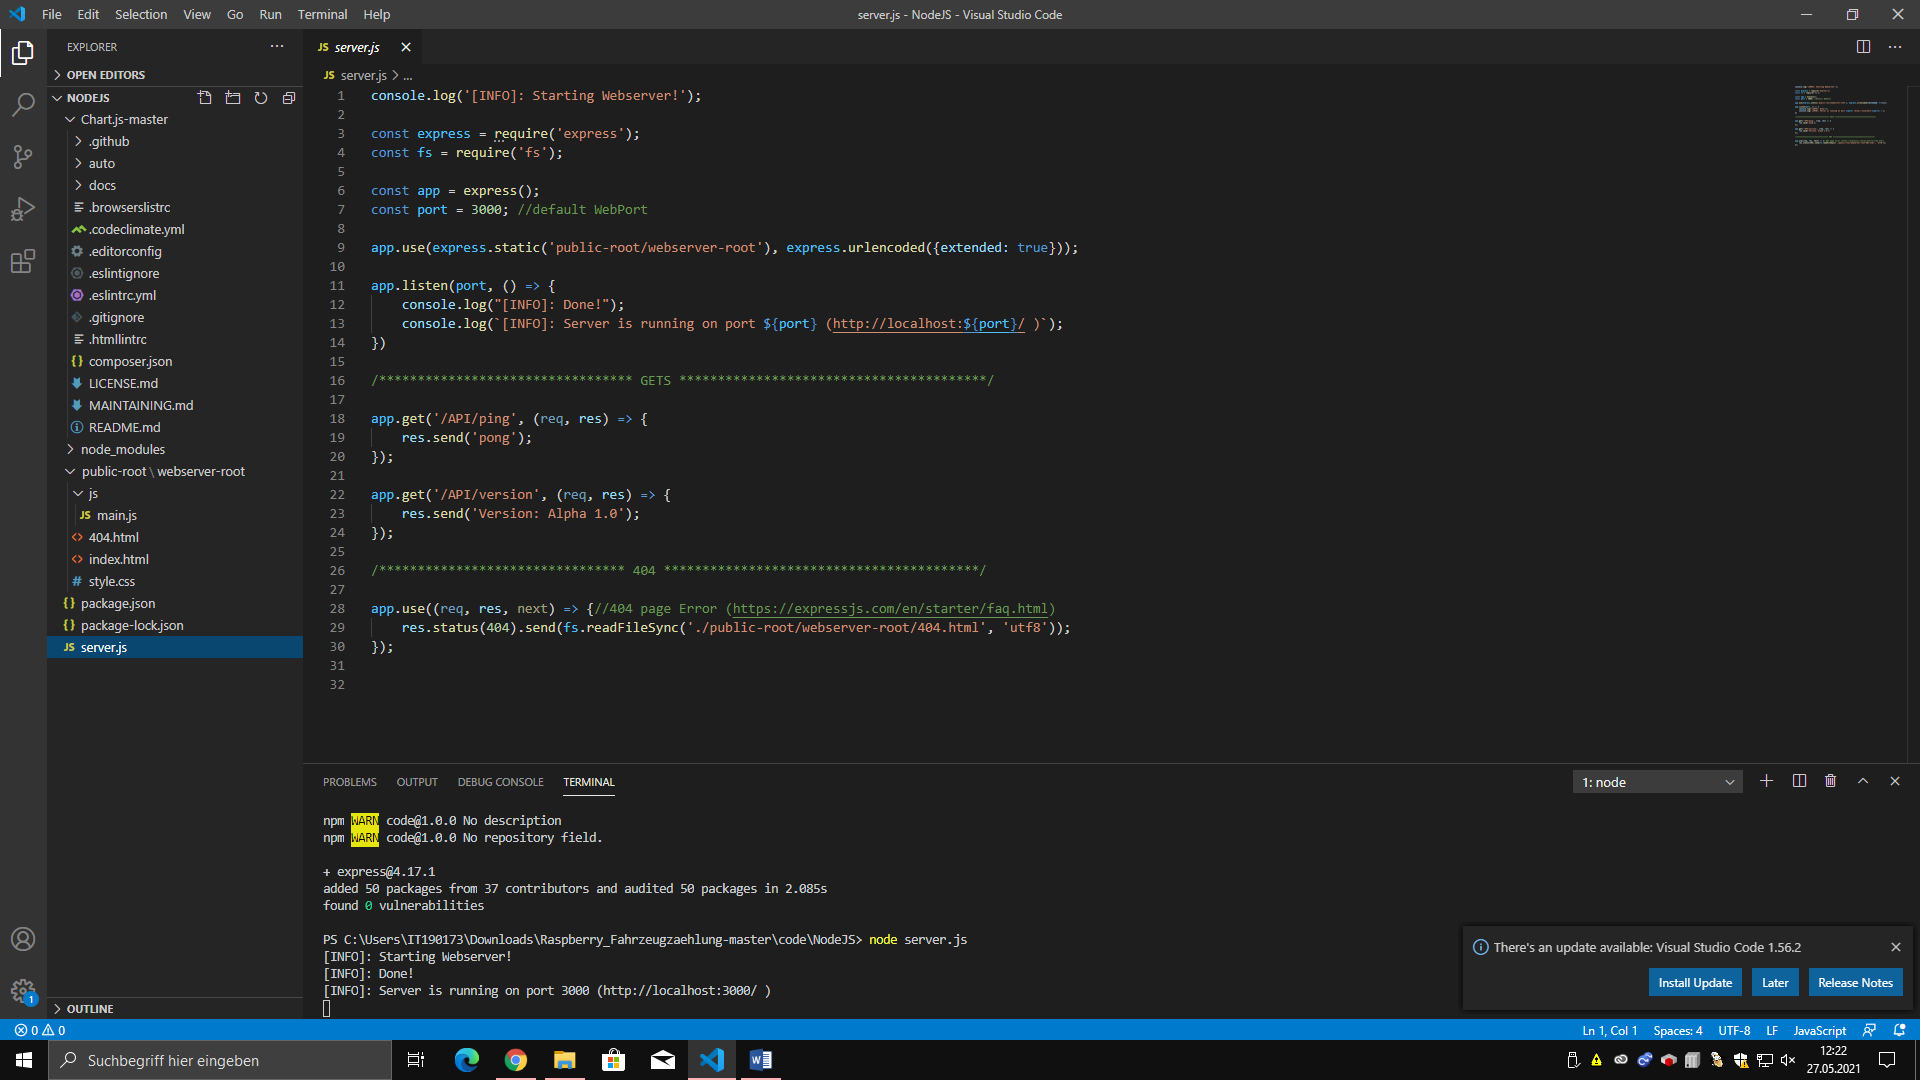 File Edit Selection View Go Run Terminal Help
server.js - NodeJS - Visual Studio Code
EXPLORER
OPEN EDITORS
NODEJS
Chart.js-master
.github
auto
docs
.browserslistrc
.codeclimate.yml
.editorconfig
.eslintignore
.eslintrc.yml
.gitignore
.htmllintrc
composer.json
LICENSE.md
MAINTAINING.md
README.md
node_modules
public-root \ webserver-root
js
JS main.js
404.html
index.html
# style.css
{} package.json
{} package-lock.json
JS server.js
OUTLINE
JS server.js
JS server.js > ...
1 console.log('[INFO]: Starting Webserver!');
2
3 const express = require('express');
4 const fs = require('fs');
5
6 const app = express();
7 const port = 3000; //default WebPort
8
9 app.use(express.static('public-root/webserver-root'), express.urlencoded({extended: true}));
10
11 app.listen(port, () => {
12 console.log("[INFO]: Done!");
13 console.log(`[INFO]: Server is running on port ${port} (http://localhost:${port}/ )`);
14 })
15
16 /********************************* GETS ****************************************/
17
18 app.get('/API/ping', (req, res) => {
19 res.send('pong');
20 });
21
22 app.get('/API/version', (req, res) => {
23 res.send('Version: Alpha 1.0');
24 });
25
26 /******************************** 404 *****************************************/
27
28 app.use((req, res, next) => {//404 page Error (https://expressjs.com/en/starter/faq.html)
29 res.status(404).send(fs.readFileSync('./public-root/webserver-root/404.html', 'utf8'));
30 });
31
32
PROBLEMS OUTPUT DEBUG CONSOLE TERMINAL
1: node
npm WARN code@1.0.0 No description
npm WARN code@1.0.0 No repository field.
+ express@4.17.1
added 50 packages from 37 contributors and audited 50 packages in 2.085s
found 0 vulnerabilities
PS C:\Users\IT190173\Downloads\Raspberry_Fahrzeugzaehlung-master\code\NodeJS> node server.js
[INFO]: Starting Webserver!
[INFO]: Done!
[INFO]: Server is running on port 3000 (http://localhost:3000/ )
There's an update available: Visual Studio Code 1.56.2
Install Update Later Release Notes
1
0 0
Ln 1, Col 1 Spaces: 4 UTF-8 LF JavaScript
Suchbegriff hier eingeben
12:22
27.05.2021